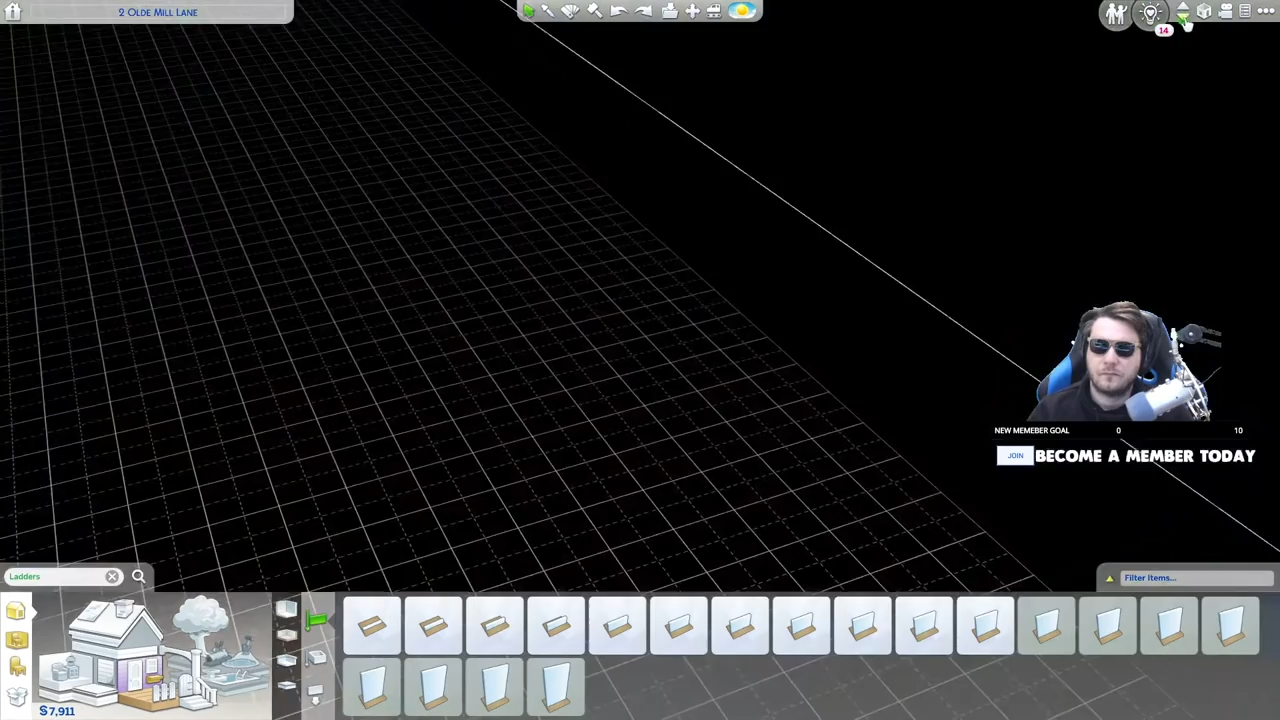 2 OLDE MILL LANE
14
NEW MEMEBER GOAL 0 10
JOIN BECOME A MEMBER TODAY
Ladders
Filter Items...
§7,911